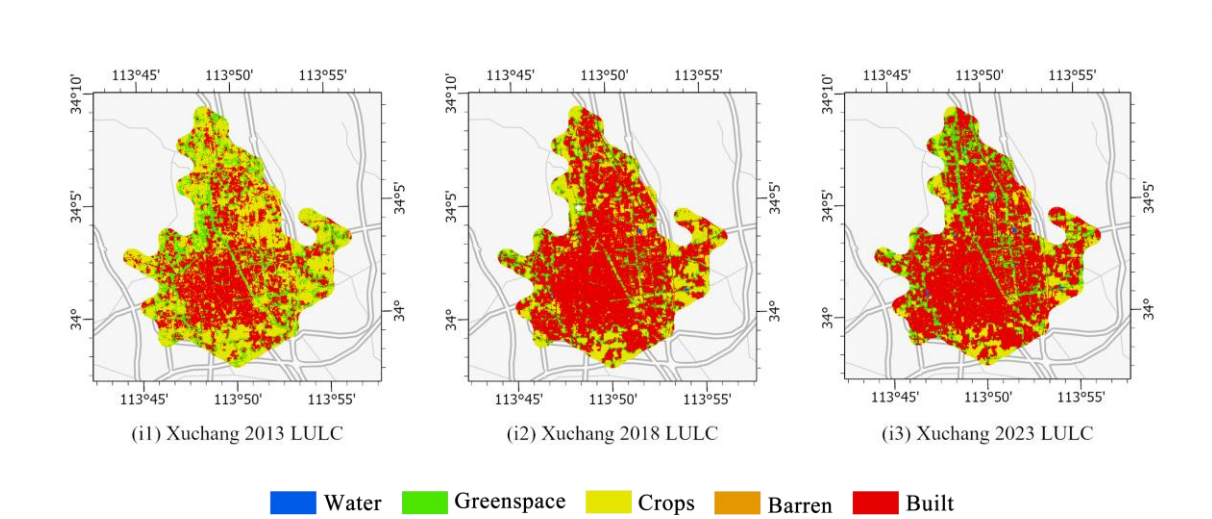 113°45' 113°50' 113°55' 113°45' 113°50' 113°55' 113°45' 113°50' 113°55'
34°10' 34°10' 34°10'
34°5' 34°5' 34°5' 34°5' 34°5' 34°5'
34° 34° 34° 34° 34° 34°
113°45' 113°50' 113°55' 113°45' 113°50' 113°55' 113°45' 113°50' 113°55'
(i1) Xuchang 2013 LULC (i2) Xuchang 2018 LULC (i3) Xuchang 2023 LULC
Water Greenspace Crops Barren Built